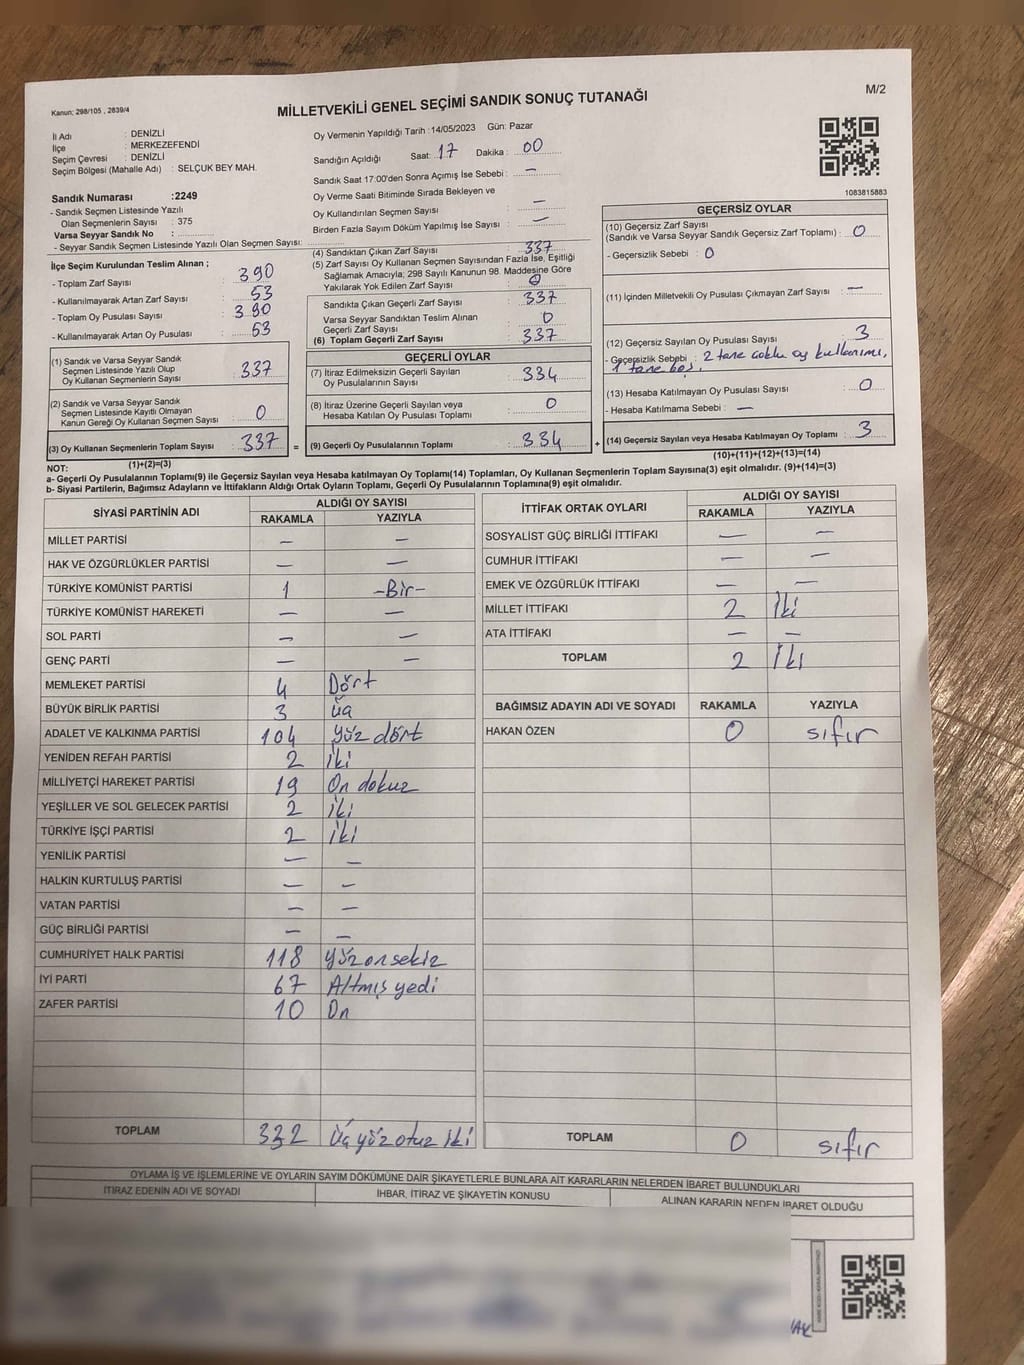 M/2
Kanun; 298/105 , 2839/4
MİLLETVEKİLİ GENEL SEÇİMİ SANDIK SONUÇ TUTANAĞI
İl Adı : DENİZLİ
İlçe : MERKEZEFENDİ
Seçim Çevresi : DENİZLİ
Seçim Bölgesi (Mahalle Adı) : SELÇUK BEY MAH.
Sandık Numarası :2249
- Sandık Seçmen Listesinde Yazılı
Olan Seçmenlerin Sayısı : 375
Varsa Seyyar Sandık No :
- Seyyar Sandık Seçmen Listesinde Yazılı Olan Seçmen Sayısı:
Oy Vermenin Yapıldığı Tarih :14/05/2023 Gün: Pazar
Sandığın Açıldığı Saat: 17 Dakika : 00
Sandık Saat 17:00'den Sonra Açımış İse Sebebi : —
Oy Verme Saati Bitiminde Sırada Bekleyen ve
Oy Kullandırılan Seçmen Sayısı : —
Birden Fazla Sayım Döküm Yapılmış İse Sayısı : —
1083815883
İlçe Seçim Kurulundan Teslim Alınan ;
- Toplam Zarf Sayısı : 390
- Kullanılmayarak Artan Zarf Sayısı : 53
- Toplam Oy Pusulası Sayısı : 390
- Kullanılmayarak Artan Oy Pusulası : 53
(1) Sandık ve Varsa Seyyar Sandık
Seçmen Listesinde Yazılı Olup
Oy Kullanan Seçmenlerin Sayısı : 337
(2) Sandık ve Varsa Seyyar Sandık
Seçmen Listesinde Kayıtlı Olmayan
Kanun Gereği Oy Kullanan Seçmen Sayısı : 0
(3) Oy Kullanan Seçmenlerin Toplam Sayısı : 337 =
(1)+(2)=(3)
(4) Sandıktan Çıkan Zarf Sayısı : 337
(5) Zarf Sayısı Oy Kullanan Seçmen Sayısından Fazla İse, Eşitliği
Sağlamak Amacıyla; 298 Sayılı Kanunun 98. Maddesine Göre
Yakılarak Yok Edilen Zarf Sayısı : 0
Sandıkta Çıkan Geçerli Zarf Sayısı : 337
Varsa Seyyar Sandıktan Teslim Alınan
Geçerli Zarf Sayısı : 0
(6) Toplam Geçerli Zarf Sayısı : 337
GEÇERLİ OYLAR
(7) İtiraz Edilmeksizin Geçerli Sayılan
Oy Pusulalarının Sayısı : 334
(8) İtiraz Üzerine Geçerli Sayılan veya
Hesaba Katılan Oy Pusulası Toplamı : 0
(9) Geçerli Oy Pusulalarının Toplamı : 334 +
GEÇERSİZ OYLAR
(10) Geçersiz Zarf Sayısı
(Sandık ve Varsa Seyyar Sandık Geçersiz Zarf Toplamı) : 0
- Geçersizlik Sebebi : 0
(11) İçinden Milletvekili Oy Pusulası Çıkmayan Zarf Sayısı : —
(12) Geçersiz Sayılan Oy Pusulası Sayısı : 3
- Geçersizlik Sebebi : 2 tane çoklu oy kullanımı,
1 tane boş.
(13) Hesaba Katılmayan Oy Pusulası Sayısı : 0
- Hesaba Katılmama Sebebi : —
(14) Geçersiz Sayılan veya Hesaba Katılmayan Oy Toplamı : 3
(10)+(11)+(12)+(13)=(14)
NOT:
a- Geçerli Oy Pusulalarının Toplamı(9) ile Geçersiz Sayılan veya Hesaba katılmayan Oy Toplamı(14) Toplamları, Oy Kullanan Seçmenlerin Toplam Sayısına(3) eşit olmalıdır. (9)+(14)=(3)
b- Siyasi Partilerin, Bağımsız Adayların ve İttifakların Aldığı Ortak Oyların Toplamı, Geçerli Oy Pusulalarının Toplamına(9) eşit olmalıdır.
SİYASİ PARTİNİN ADI ALDIĞI OY SAYISI
RAKAMLA YAZIYLA
MİLLET PARTİSİ — —
HAK VE ÖZGÜRLÜKLER PARTİSİ — —
TÜRKİYE KOMÜNİST PARTİSİ 1 -Bir-
TÜRKİYE KOMÜNİST HAREKETİ — —
SOL PARTİ — —
GENÇ PARTİ — —
MEMLEKET PARTİSİ 4 Dört
BÜYÜK BİRLİK PARTİSİ 3 üç
ADALET VE KALKINMA PARTİSİ 104 Yüz dört
YENİDEN REFAH PARTİSİ 2 iki
MİLLİYETÇİ HAREKET PARTİSİ 19 On dokuz
YEŞİLLER VE SOL GELECEK PARTİSİ 2 iki
TÜRKİYE İŞÇİ PARTİSİ 2 iki
YENİLİK PARTİSİ — —
HALKIN KURTULUŞ PARTİSİ — —
VATAN PARTİSİ — —
GÜÇ BİRLİĞİ PARTİSİ — —
CUMHURİYET HALK PARTİSİ 118 Yüzonsekiz
İYİ PARTİ 67 Altmış yedi
ZAFER PARTİSİ 10 On
TOPLAM 332 Üç yüz otuz iki
İTTİFAK ORTAK OYLARI ALDIĞI OY SAYISI
RAKAMLA YAZIYLA
SOSYALİST GÜÇ BİRLİĞİ İTTİFAKI — —
CUMHUR İTTİFAKI — —
EMEK VE ÖZGÜRLÜK İTTİFAKI — —
MİLLET İTTİFAKI 2 iki
ATA İTTİFAKI — —
TOPLAM 2 iki
BAĞIMSIZ ADAYIN ADI VE SOYADI RAKAMLA YAZIYLA
HAKAN ÖZEN 0 sıfır
TOPLAM 0 sıfır
OYLAMA İŞ VE İŞLEMLERİNE VE OYLARIN SAYIM DÖKÜMÜNE DAİR ŞİKAYETLERLE BUNLARA AİT KARARLARIN NELERDEN İBARET BULUNDUKLARI
İTİRAZ EDENİN ADI VE SOYADI İHBAR, İTİRAZ VE ŞİKAYETİN KONUSU ALINAN KARARIN NEDEN İBARET OLDUĞU